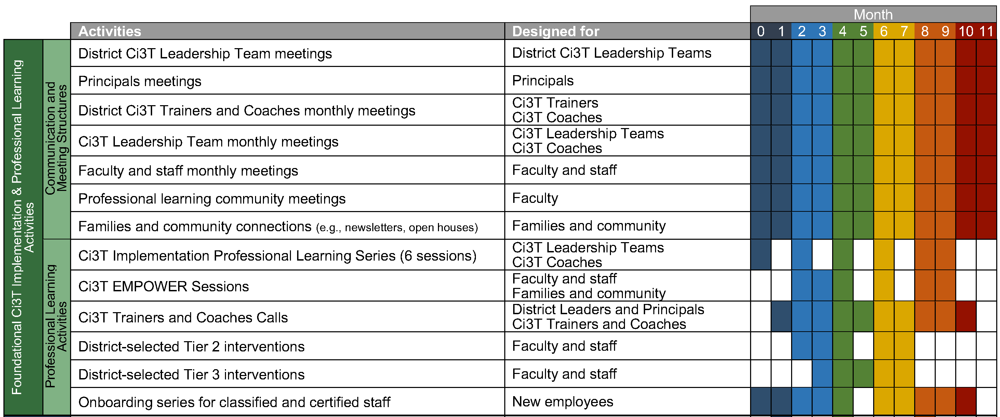 Month
Activities Designed for 0 1 2 3 4 5 6 7 8 9 10 11
Foundational Ci3T Implementation & Professional Learning
Activities
Communication and
Meeting Structures
District Ci3T Leadership Team meetings District Ci3T Leadership Teams
Principals meetings Principals
District Ci3T Trainers and Coaches monthly meetings Ci3T Trainers
Ci3T Coaches
Ci3T Leadership Team monthly meetings Ci3T Leadership Teams
Ci3T Coaches
Faculty and staff monthly meetings Faculty and staff
Professional learning community meetings Faculty
Families and community connections (e.g., newsletters, open houses) Families and community
Professional Learning
Activities
Ci3T Implementation Professional Learning Series (6 sessions) Ci3T Leadership Teams
Ci3T Coaches
Ci3T EMPOWER Sessions Faculty and staff
Families and community
Ci3T Trainers and Coaches Calls District Leaders and Principals
Ci3T Trainers and Coaches
District-selected Tier 2 interventions Faculty and staff
District-selected Tier 3 interventions Faculty and staff
Onboarding series for classified and certified staff New employees